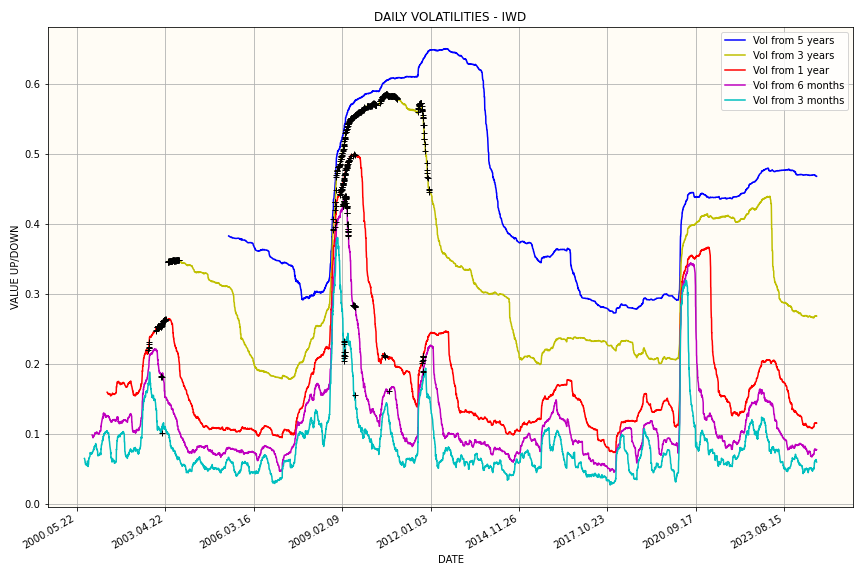 DAILY VOLATILITIES - IWD
Vol from 5 years
Vol from 3 years
Vol from 1 year
Vol from 6 months
Vol from 3 months
VALUE UP/DOWN
0.6
0.5
0.4
0.3
0.2
0.1
0.0
2000.05.22
2003.04.22
2006.03.16
2009.02.09
2012.01.03
2014.11.26
2017.10.23
2020.09.17
2023.08.15
DATE